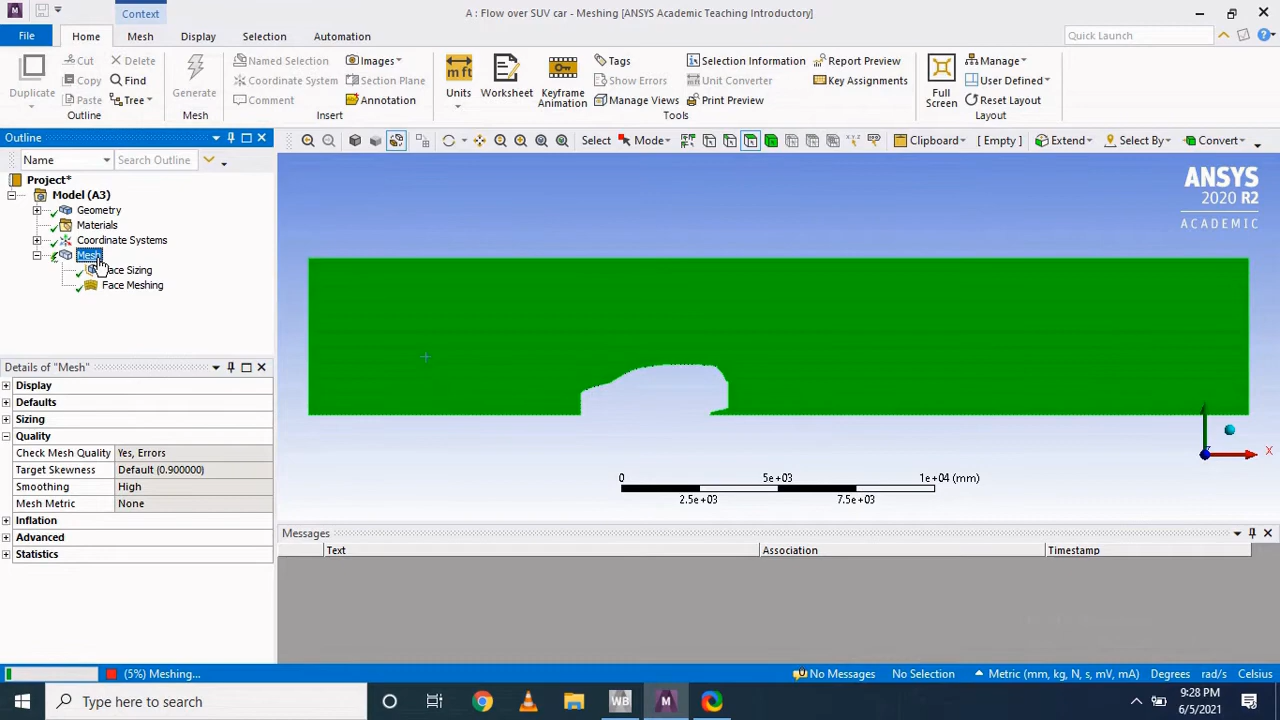 Context
A : Flow over SUV car - Meshing [ANSYS Academic Teaching Introductory]
File Home Mesh Display Selection Automation
Quick Launch
Duplicate
Cut
Copy
Paste
Delete
Find
Tree
Outline
Generate
Mesh
Named Selection
Coordinate System
Comment
Images
Section Plane
Annotation
Insert
Units
Worksheet
Keyframe
Animation
Tags
Show Errors
Manage Views
Selection Information
Unit Converter
Print Preview
Report Preview
Key Assignments
Tools
Full
Screen
Manage
User Defined
Reset Layout
Layout
Outline
Name
Search Outline
Select Mode Clipboard [ Empty ] Extend Select By Convert
Project*
Model (A3)
Geometry
Materials
Coordinate Systems
Mesh
ace Sizing
Face Meshing
ANSYS
2020 R2
ACADEMIC
Details of "Mesh"
Display
Defaults
Sizing
Quality
Check Mesh Quality Yes, Errors
Target Skewness Default (0.900000)
Smoothing High
Mesh Metric None
Inflation
Advanced
Statistics
X
0 5e+03 1e+04 (mm)
2.5e+03 7.5e+03
Messages
Text Association Timestamp
(5%) Meshing...
No Messages No Selection Metric (mm, kg, N, s, mV, mA) Degrees rad/s Celsius
Type here to search
WB
M
9:28 PM
6/5/2021